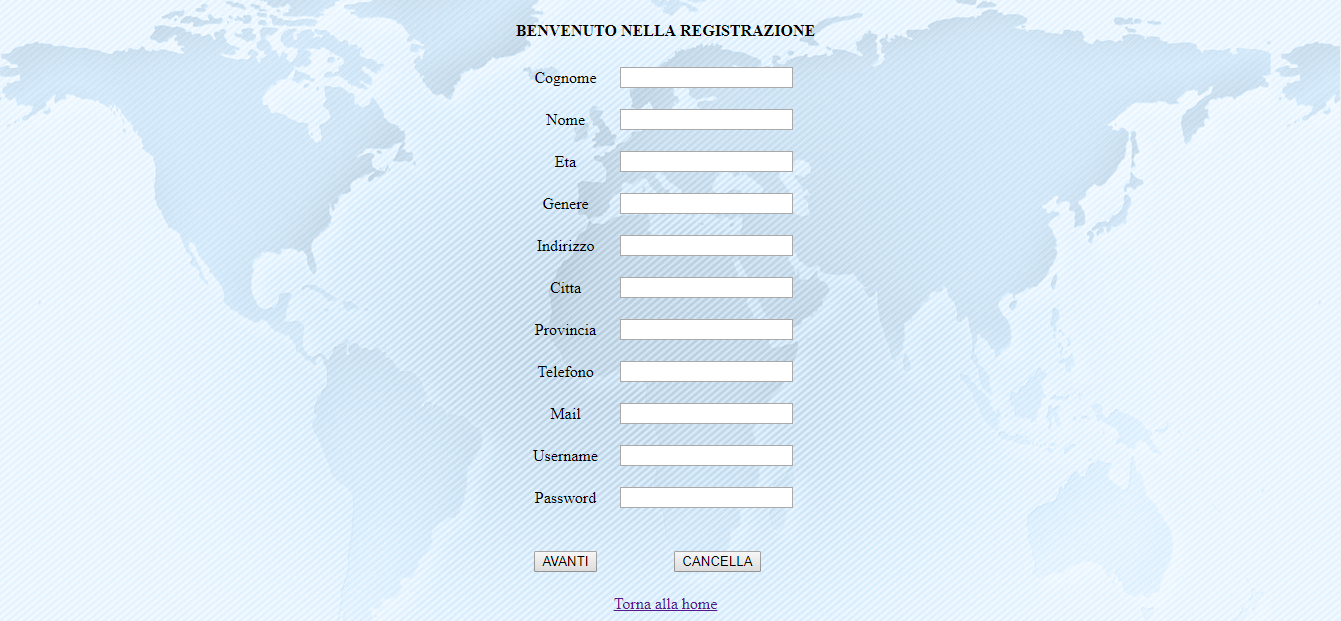 BENVENUTO NELLA REGISTRAZIONE
Cognome
Nome
Eta
Genere
Indirizzo
Citta
Provincia
Telefono
Mail
Username
Password
AVANTI CANCELLA
Torna alla home